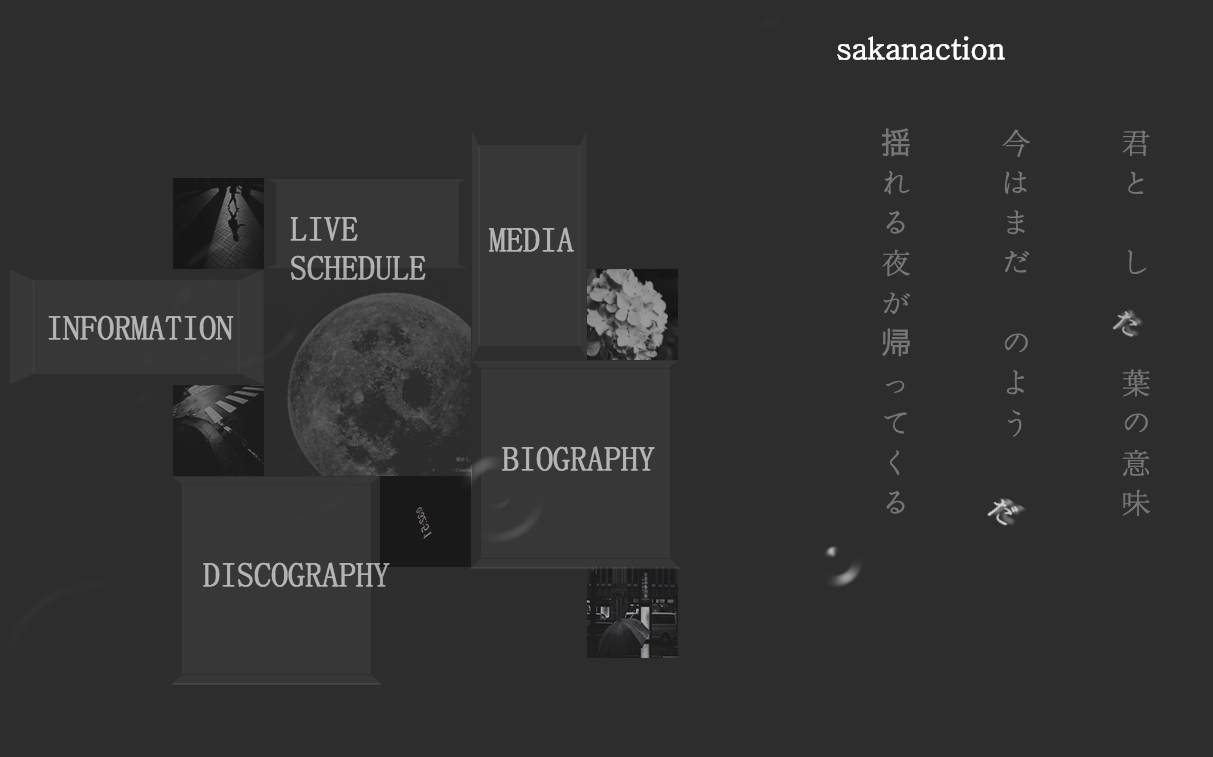 sakanaction
君と し た 葉の意味
今はまだ のよう だ
揺れる夜が帰ってくる
LIVE
SCHEDULE
MEDIA
INFORMATION
BIOGRAPHY
DISCOGRAPHY